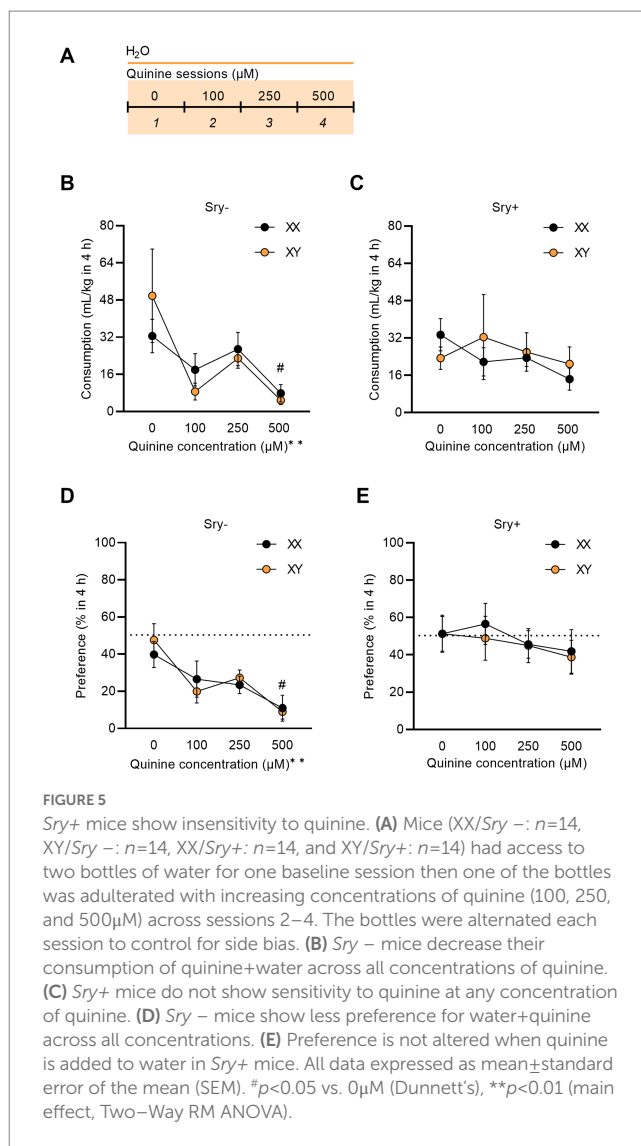 A
H₂O
Quinine sessions (μM)
0 100 250 500
1 2 3 4
B
Sry-
XX
XY
Consumption (mL/kg in 4 h)
80
64
48
32
16
0
#
0 100 250 500
Quinine concentration (μM)**
C
Sry+
XX
XY
Consumption (mL/kg in 4 h)
80
64
48
32
16
0
0 100 250 500
Quinine concentration (μM)
D
Sry-
XX
XY
Preference (% in 4 h)
100
80
60
40
20
0
#
0 100 250 500
Quinine concentration (μM)**
E
Sry+
XX
XY
Preference (% in 4 h)
100
80
60
40
20
0
0 100 250 500
Quinine concentration (μM)
FIGURE 5
Sry+ mice show insensitivity to quinine. (A) Mice (XX/Sry −: n=14,
XY/Sry −: n=14, XX/Sry+: n=14, and XY/Sry+: n=14) had access to
two bottles of water for one baseline session then one of the bottles
was adulterated with increasing concentrations of quinine (100, 250,
and 500μM) across sessions 2–4. The bottles were alternated each
session to control for side bias. (B) Sry − mice decrease their
consumption of quinine+water across all concentrations of quinine.
(C) Sry+ mice do not show sensitivity to quinine at any concentration
of quinine. (D) Sry − mice show less preference for water+quinine
across all concentrations. (E) Preference is not altered when quinine
is added to water in Sry+ mice. All data expressed as mean±standard
error of the mean (SEM). #p<0.05 vs. 0μM (Dunnett's), **p<0.01 (main
effect, Two–Way RM ANOVA).